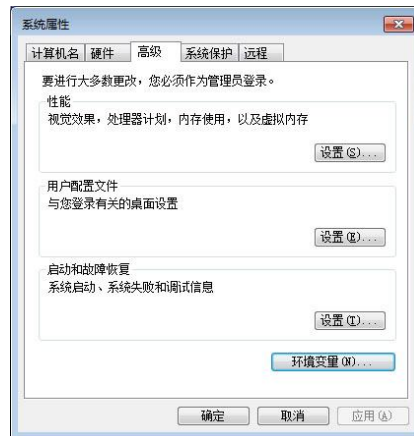 系统属性
计算机名 硬件 高级 系统保护 远程
要进行大多数更改，您必须作为管理员登录。
性能
视觉效果，处理器计划，内存使用，以及虚拟内存
设置(S)...
用户配置文件
与您登录有关的桌面设置
设置(E)...
启动和故障恢复
系统启动、系统失败和调试信息
设置(T)...
环境变量(N)...
确定 取消 应用(A)